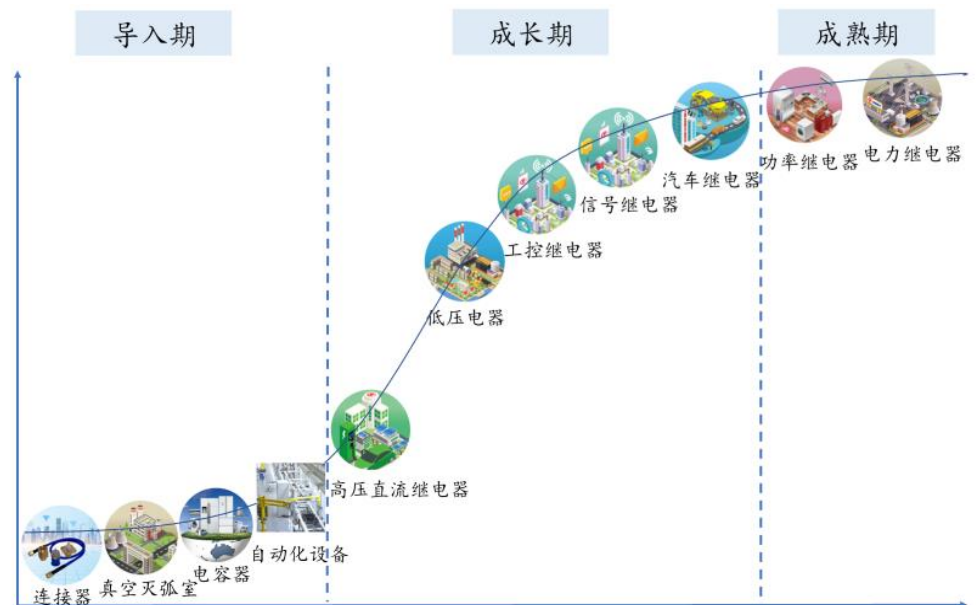 导入期
成长期
成熟期
功率继电器
电力继电器
汽车继电器
信号继电器
工控继电器
低压电器
高压直流继电器
自动化设备
电容器
真空灭弧室
连接器